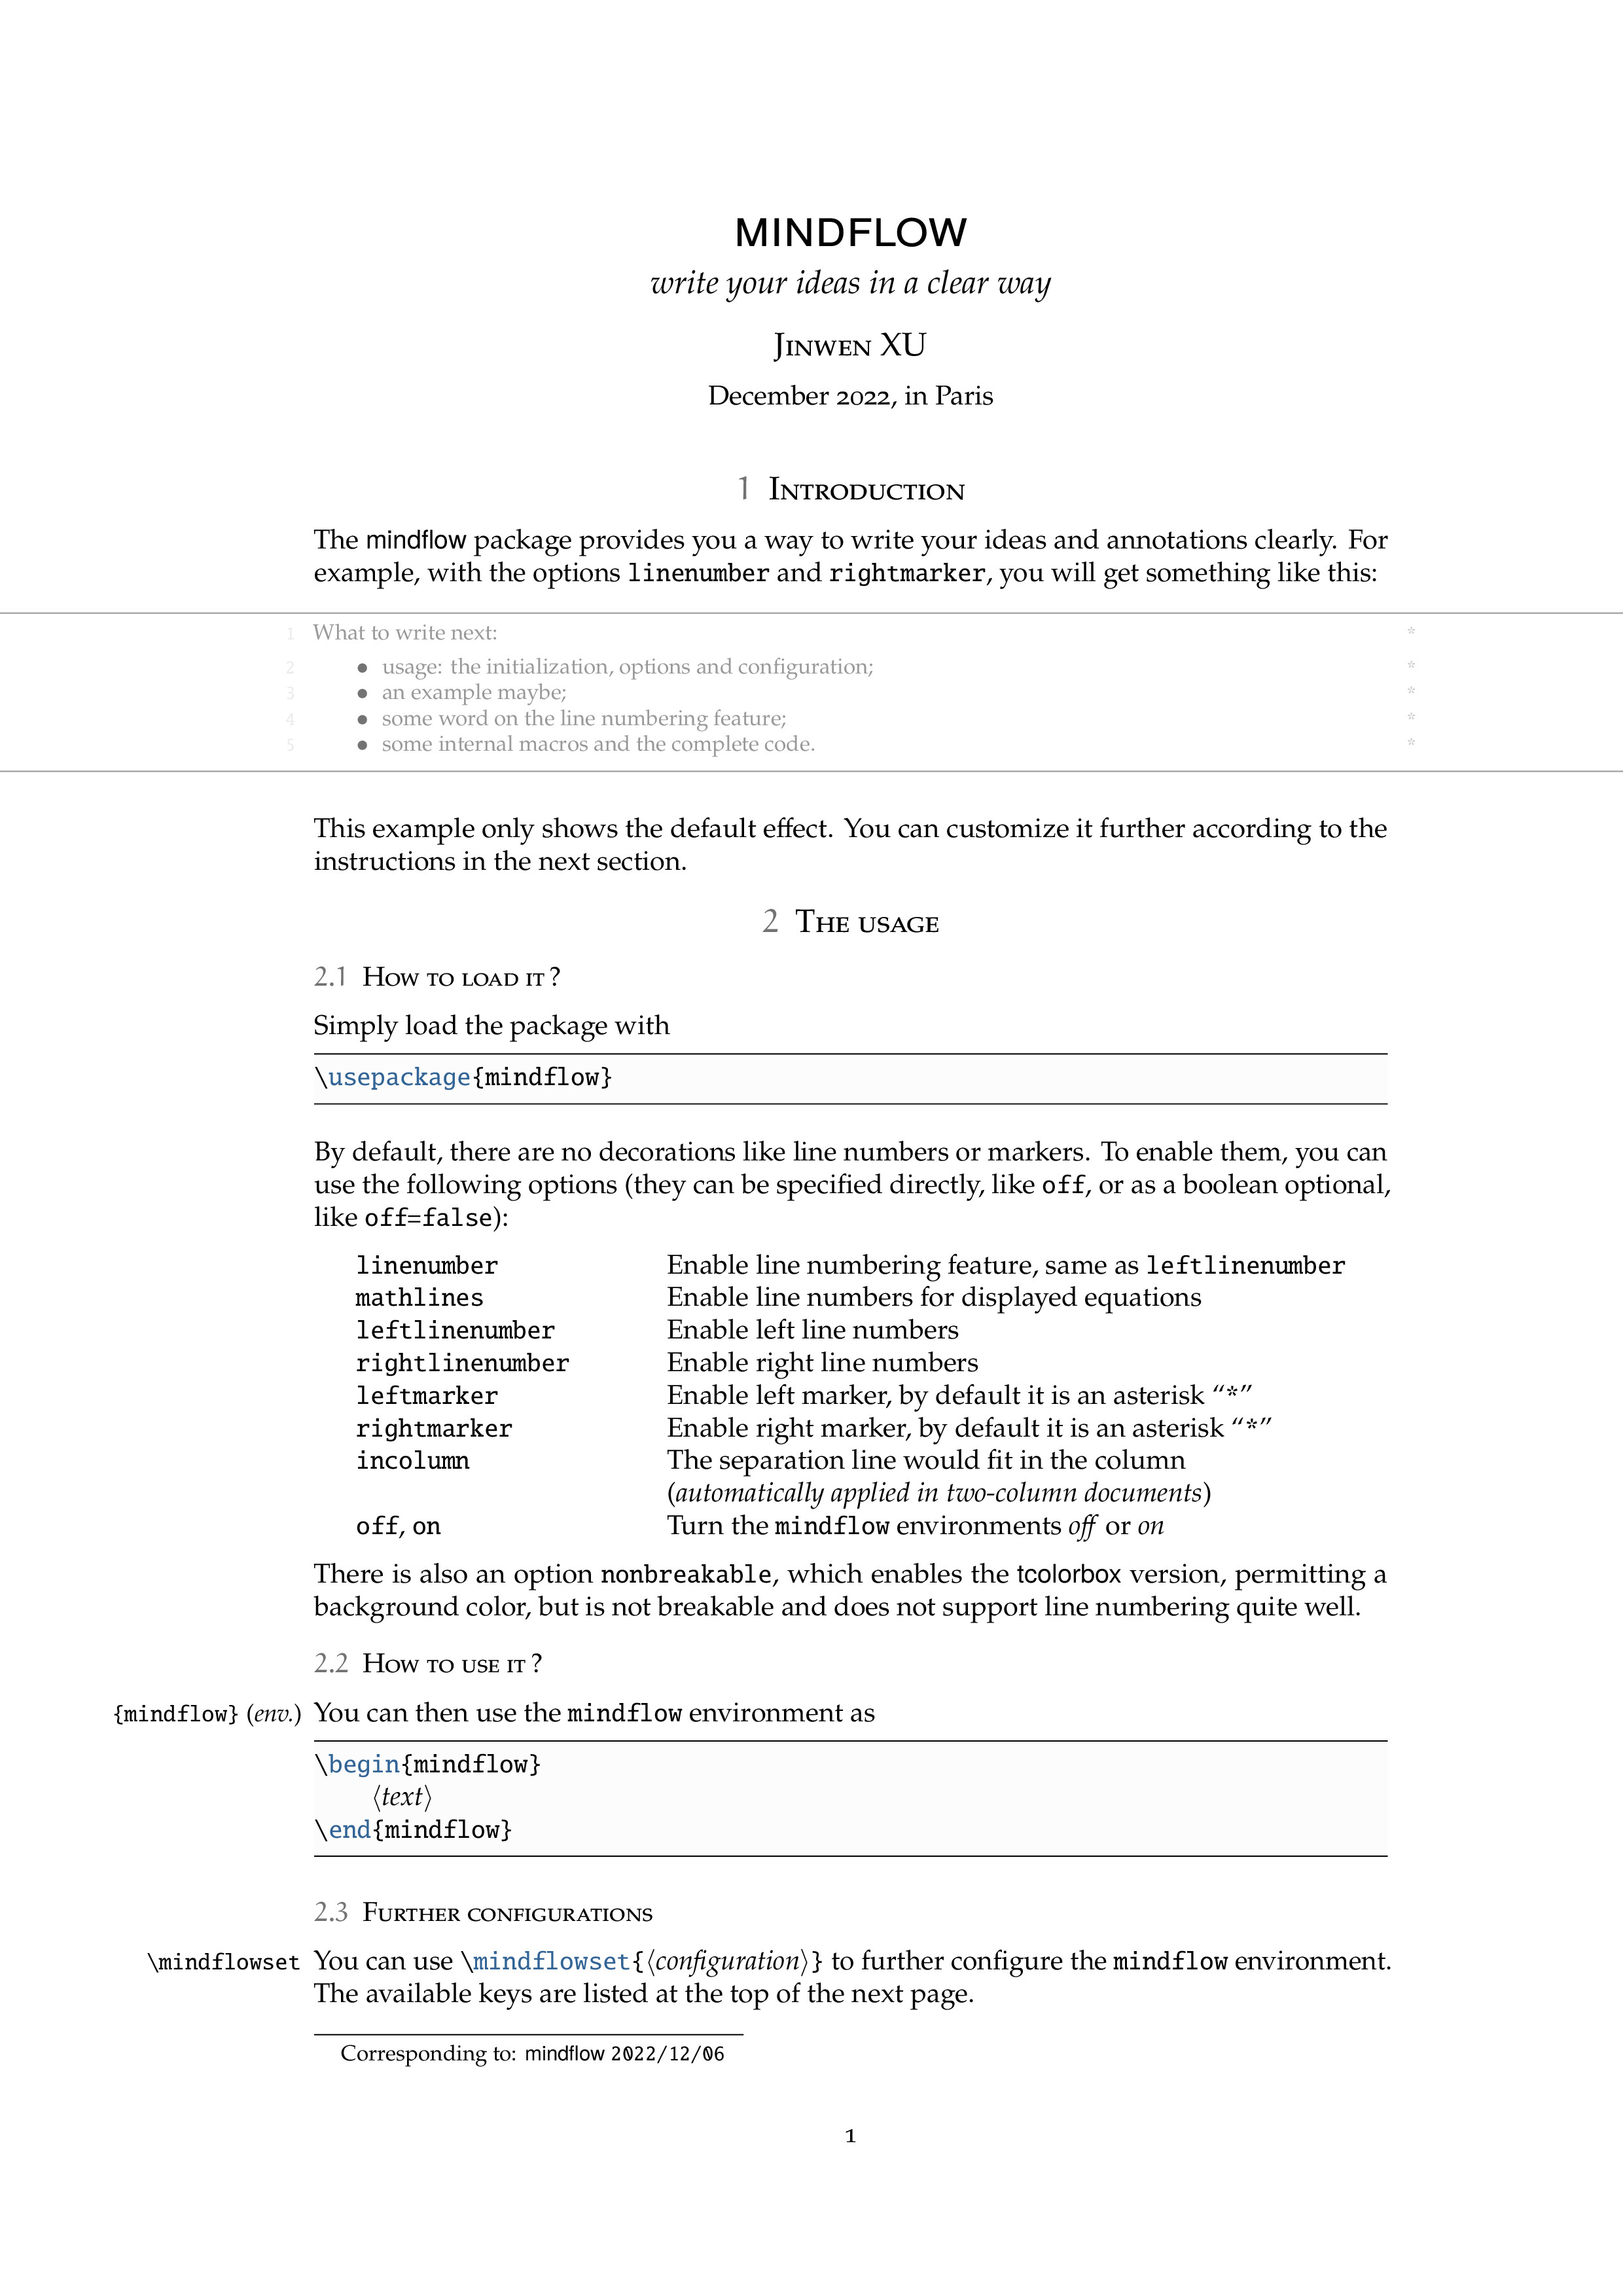 MINDFLOW
write your ideas in a clear way
Jinwen XU
December 2022, in Paris
1 Introduction
The mindflow package provides you a way to write your ideas and annotations clearly. For
example, with the options linenumber and rightmarker, you will get something like this:
1 What to write next: *
2 • usage: the initialization, options and configuration; *
3 • an example maybe; *
4 • some word on the line numbering feature; *
5 • some internal macros and the complete code. *
This example only shows the default effect. You can customize it further according to the
instructions in the next section.
2 The usage
2.1 How to load it ?
Simply load the package with
\usepackage{mindflow}
By default, there are no decorations like line numbers or markers. To enable them, you can
use the following options (they can be specified directly, like off, or as a boolean optional,
like off=false):
linenumber Enable line numbering feature, same as leftlinenumber
mathlines Enable line numbers for displayed equations
leftlinenumber Enable left line numbers
rightlinenumber Enable right line numbers
leftmarker Enable left marker, by default it is an asterisk “*”
rightmarker Enable right marker, by default it is an asterisk “*”
incolumn The separation line would fit in the column
(automatically applied in two-column documents)
off, on Turn the mindflow environments off or on
There is also an option nonbreakable, which enables the tcolorbox version, permitting a
background color, but is not breakable and does not support line numbering quite well.
2.2 How to use it ?
{mindflow} (env.) You can then use the mindflow environment as
\begin{mindflow}
⟨text⟩
\end{mindflow}
2.3 Further configurations
\mindflowset You can use \mindflowset{⟨configuration⟩} to further configure the mindflow environment.
The available keys are listed at the top of the next page.
Corresponding to: mindflow 2022/12/06
1